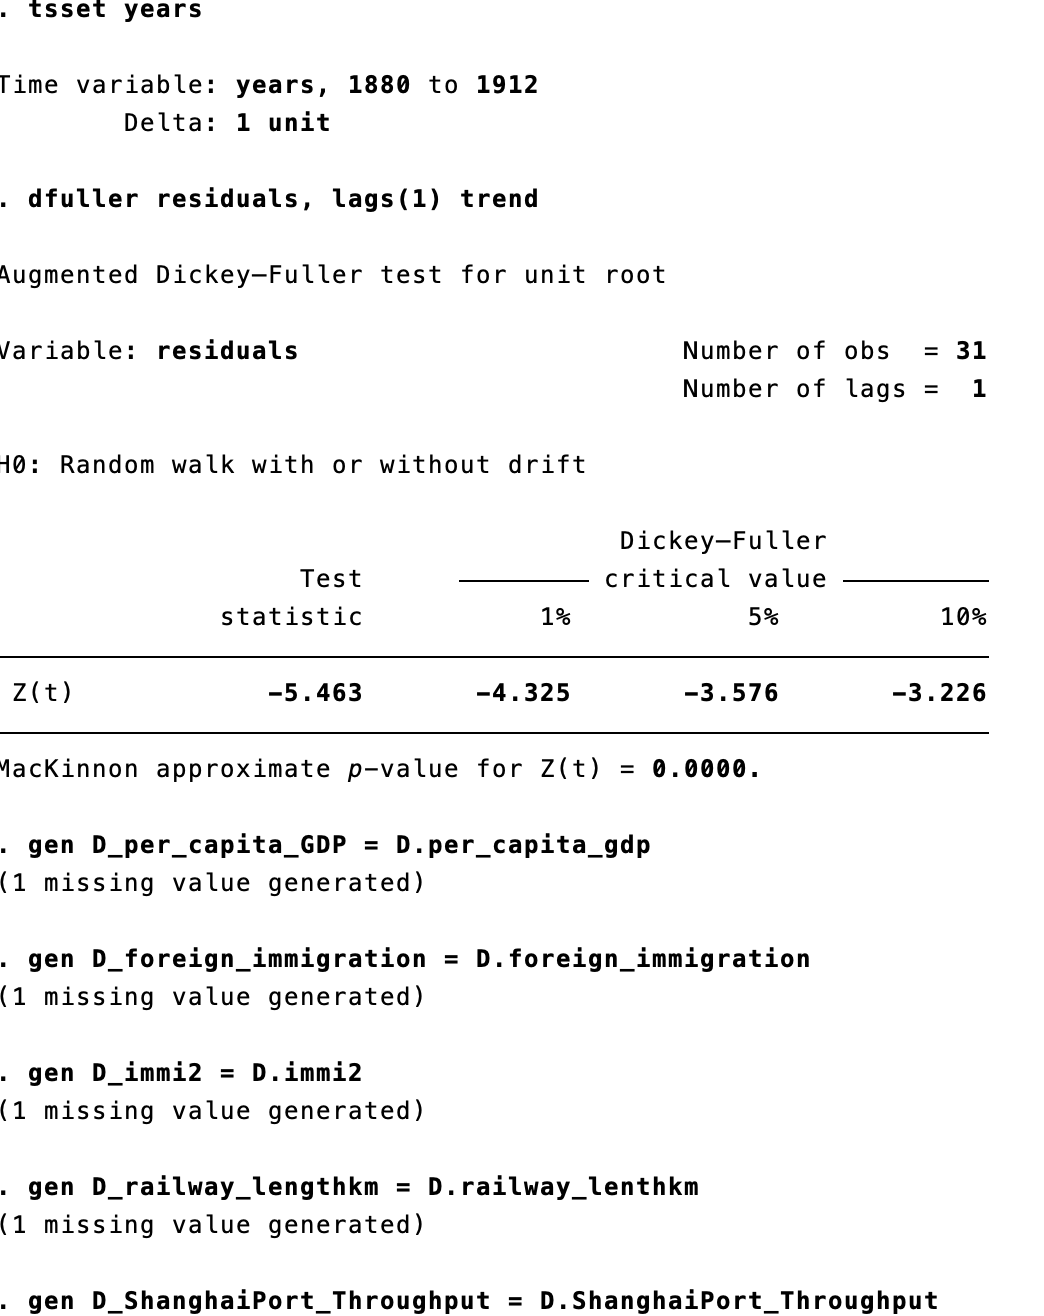 . tsset years
Time variable: years, 1880 to 1912
Delta: 1 unit
. dfuller residuals, lags(1) trend
Augmented Dickey–Fuller test for unit root
Variable: residuals Number of obs = 31
Number of lags = 1
H0: Random walk with or without drift
Dickey–Fuller
Test critical value
statistic 1% 5% 10%
Z(t) -5.463 -4.325 -3.576 -3.226
MacKinnon approximate p-value for Z(t) = 0.0000.
. gen D_per_capita_GDP = D.per_capita_gdp
(1 missing value generated)
. gen D_foreign_immigration = D.foreign_immigration
(1 missing value generated)
. gen D_immi2 = D.immi2
(1 missing value generated)
. gen D_railway_lengthkm = D.railway_lenthkm
(1 missing value generated)
. gen D_ShanghaiPort_Throughput = D.ShanghaiPort_Throughput